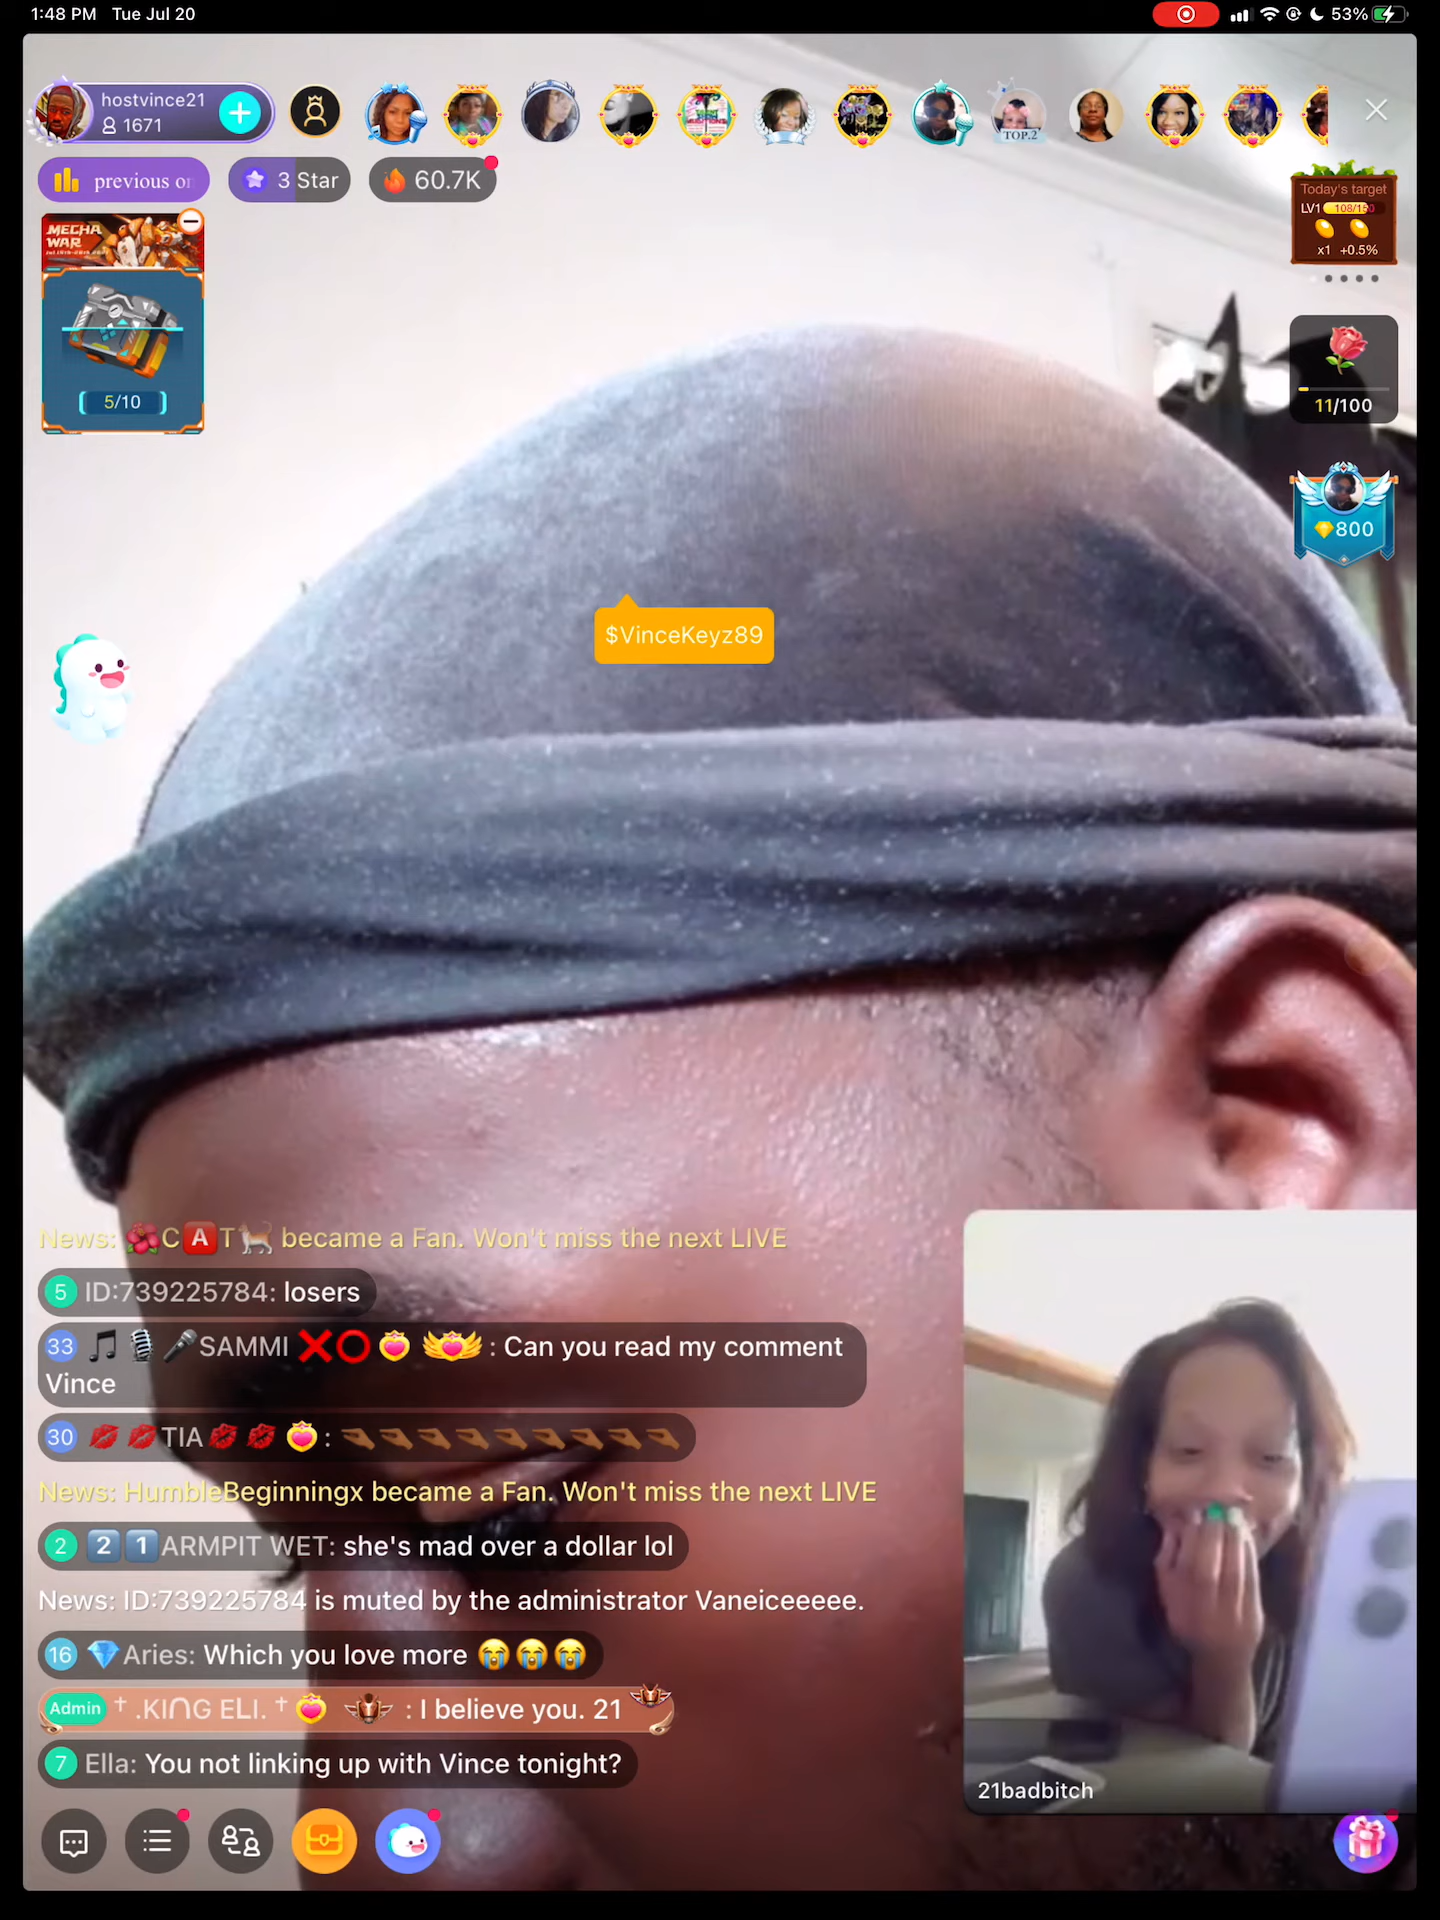 1:48 PM Tue Jul 20
53%
hostvince21
1671
TOP.2
previous or
3 Star
60.7K
Today's target
LV1 108/150
x1 +0.5%
MECHA
WAR
5/10
11/100
800
$VinceKeyz89
News: 🌺C🅰️T🐈 became a Fan. Won't miss the next LIVE
5 ID:739225784: losers
33 🎵🎙️🎤SAMMI ❌⭕ : Can you read my comment
Vince
30 💋💋TIA💋💋 : 🤏🏾🤏🏾🤏🏾🤏🏾🤏🏾🤏🏾🤏🏾🤏🏾🤏🏾
News: HumbleBeginningx became a Fan. Won't miss the next LIVE
2 2️⃣1️⃣ARMPIT WET: she's mad over a dollar lol
News: ID:739225784 is muted by the administrator Vaneiceeeee.
16 💎Aries: Which you love more 😭😭😭
Admin † .KIՈG ELI. † : I believe you. 21
7 Ella: You not linking up with Vince tonight?
21badbitch